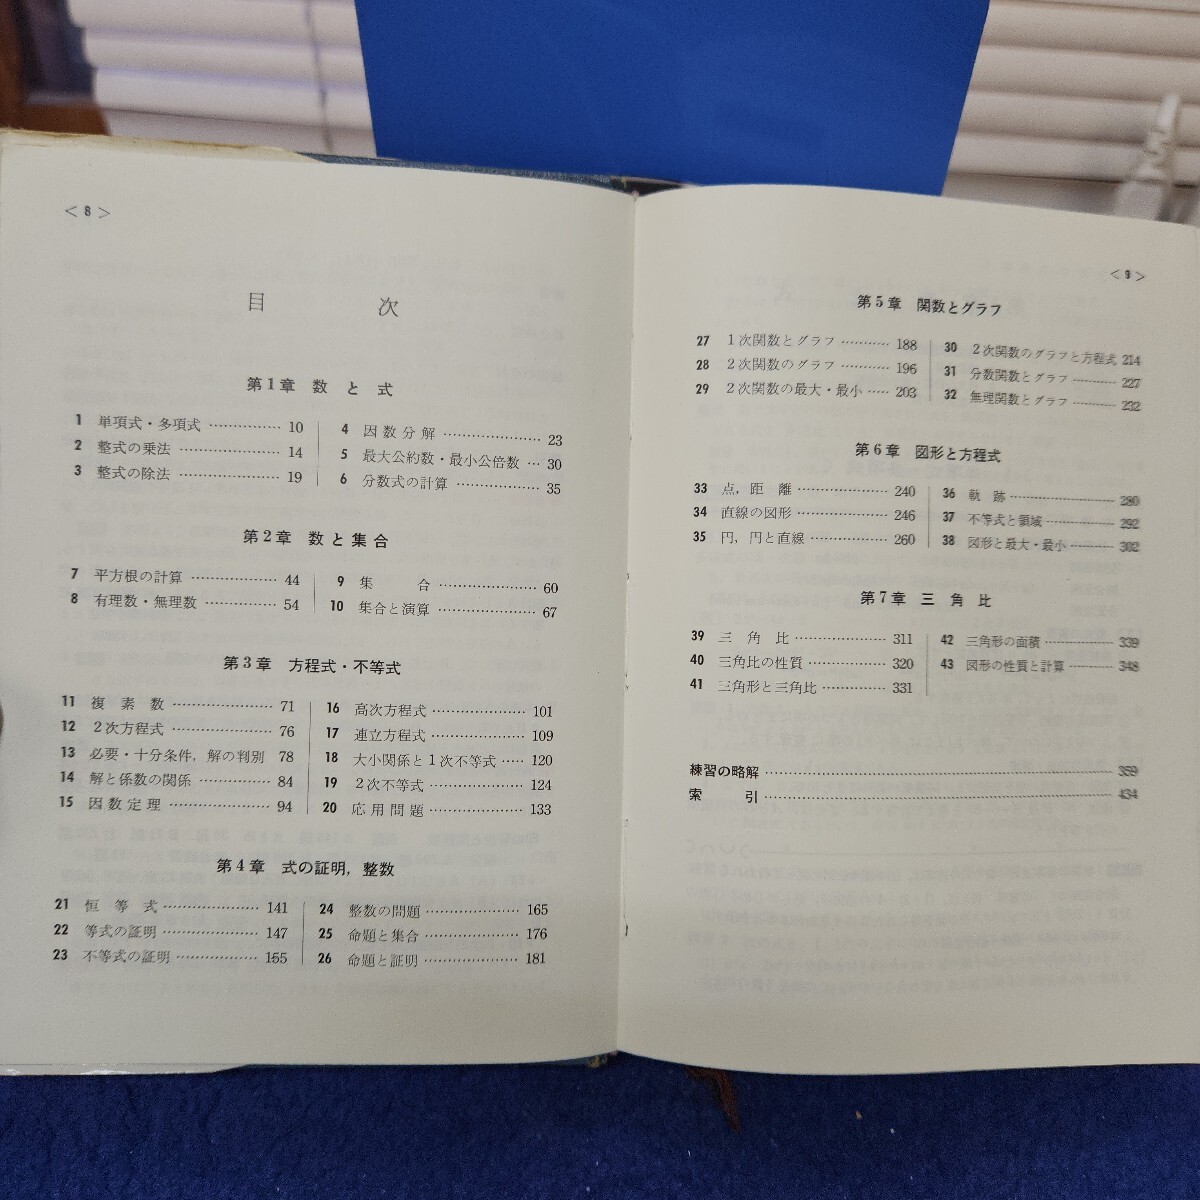 <8>
目 次
第1章 数と式
1 単項式・多項式 …………… 10
2 整式の乗法 ………………… 14
3 整式の除法 ………………… 19
4 因数分解 ………………… 23
5 最大公約数・最小公倍数 … 30
6 分数式の計算 ……………… 35
第2章 数と集合
7 平方根の計算 ……………… 44
8 有理数・無理数 …………… 54
9 集 合 ………………… 60
10 集合と演算 ………………… 67
第3章 方程式・不等式
11 複素数 ………………… 71
12 2次方程式 ………………… 76
13 必要・十分条件,解の判別 78
14 解と係数の関係 …………… 84
15 因数定理 ………………… 94
16 高次方程式 ……………… 101
17 連立方程式 ……………… 109
18 大小関係と1次不等式 …… 120
19 2次不等式 ……………… 124
20 応用問題 ……………… 133
第4章 式の証明,整数
21 恒等式 ……………… 141
22 等式の証明 ……………… 147
23 不等式の証明 …………… 155
24 整数の問題 ……………… 165
25 命題と集合 ……………… 176
26 命題と証明 ……………… 181
<9>
第5章 関数とグラフ
27 1次関数とグラフ ……… 188
28 2次関数のグラフ ……… 196
29 2次関数の最大・最小 …… 203
30 2次関数のグラフと方程式 214
31 分数関数とグラフ ……… 227
32 無理関数とグラフ ……… 232
第6章 図形と方程式
33 点,距 離 ……………… 240
34 直線の図形 ……………… 246
35 円,円と直線 …………… 260
36 軌 跡 ……………… 280
37 不等式と領域 …………… 292
38 図形と最大・最小 ……… 302
第7章 三角比
39 三角比 ……………… 311
40 三角比の性質 …………… 320
41 三角形と三角比 ………… 331
42 三角形の面積 …………… 339
43 図形の性質と計算 ……… 348
練習の略解 ………………………… 359
索 引 ………………………… 434